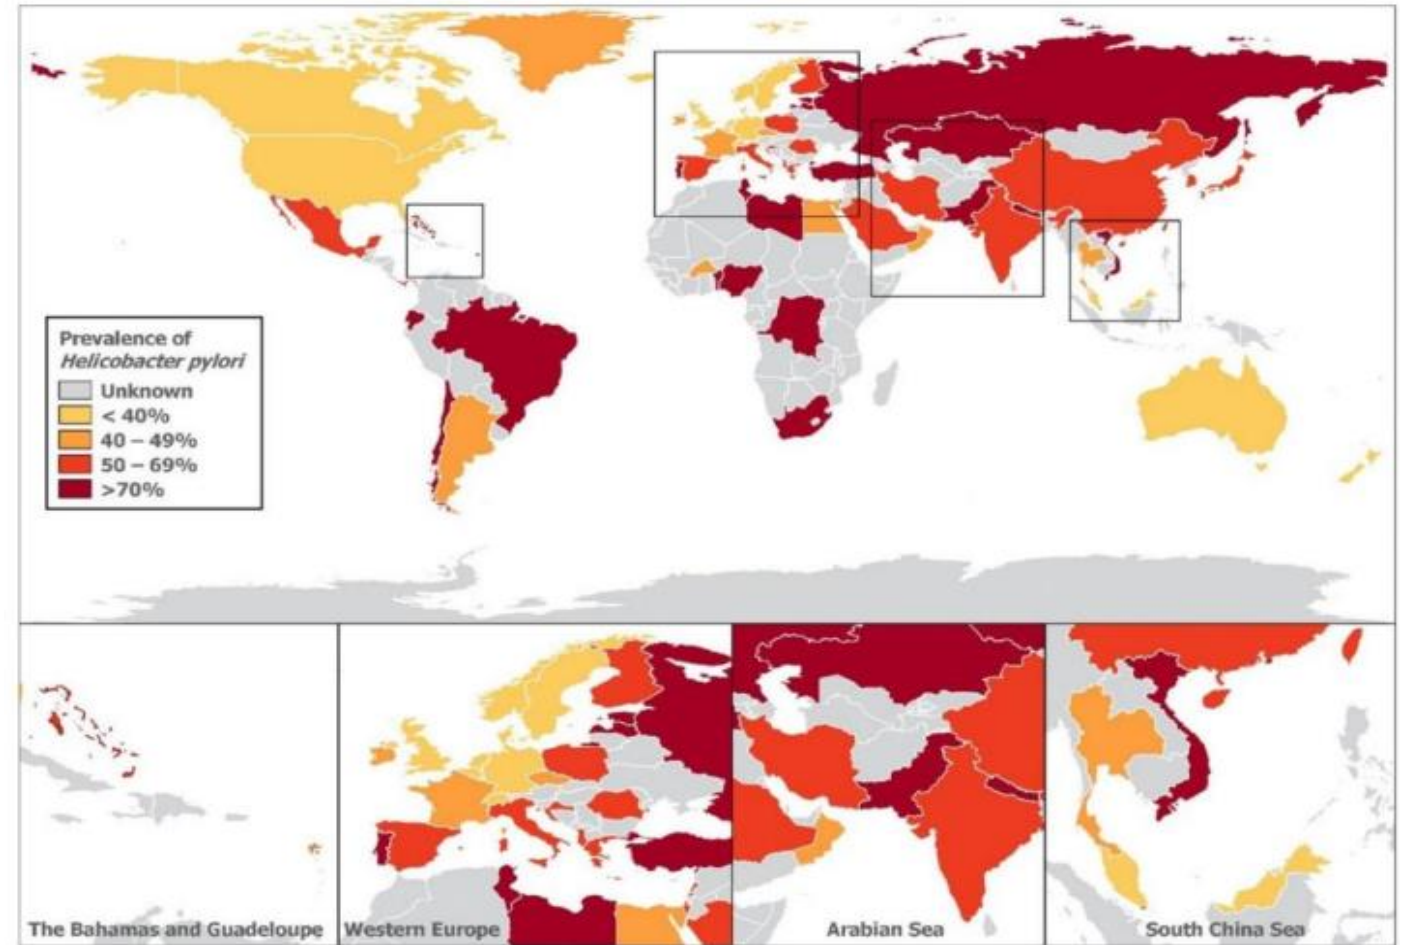 Prevalence of
Helicobacter pylori
Unknown
< 40%
40 – 49%
50 – 69%
>70%
The Bahamas and Guadeloupe
Western Europe
Arabian Sea
South China Sea